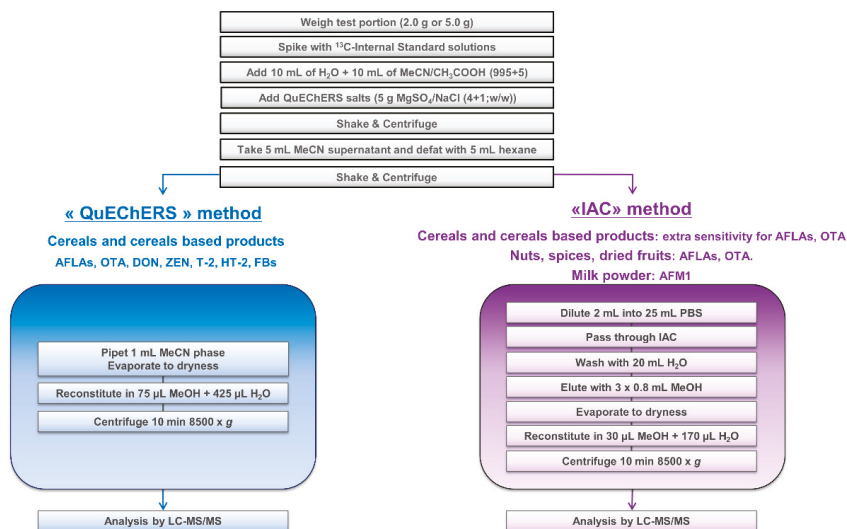 Weigh test portion (2.0 g or 5.0 g)
Spike with ¹³C-Internal Standard solutions
Add 10 mL of H₂O + 10 mL of MeCN/CH₃COOH (995+5)
Add QuEChERS salts (5 g MgSO₄/NaCl (4+1;w/w))
Shake & Centrifuge
Take 5 mL MeCN supernatant and defat with 5 mL hexane
Shake & Centrifuge
« QuEChERS » method
Cereals and cereals based products
AFLAs, OTA, DON, ZEN, T-2, HT-2, FBs
Pipet 1 mL MeCN phase
Evaporate to dryness
Reconstitute in 75 µL MeOH + 425 µL H₂O
Centrifuge 10 min 8500 x g
Analysis by LC-MS/MS
«IAC» method
Cereals and cereals based products: extra sensitivity for AFLAs, OTA
Nuts, spices, dried fruits: AFLAs, OTA.
Milk powder: AFM1
Dilute 2 mL into 25 mL PBS
Pass through IAC
Wash with 20 mL H₂O
Elute with 3 x 0.8 mL MeOH
Evaporate to dryness
Reconstitute in 30 µL MeOH + 170 µL H₂O
Centrifuge 10 min 8500 x g
Analysis by LC-MS/MS